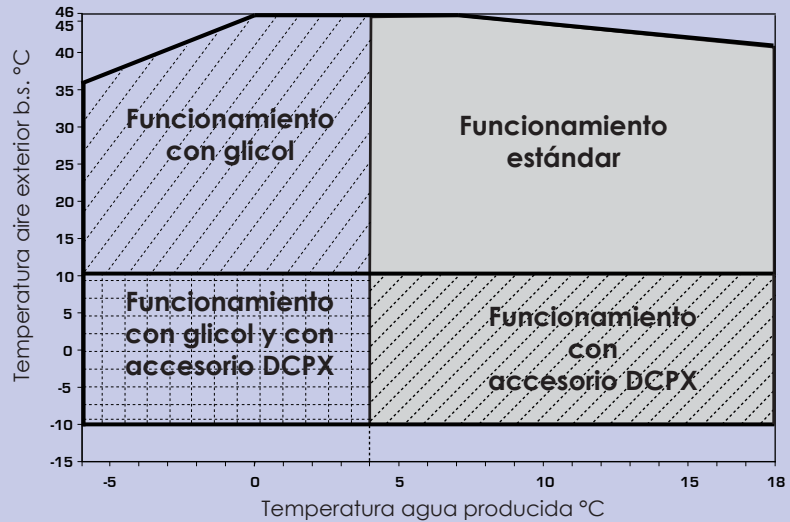 46
45
40
35
30
25
20
15
10
5
0
-5
-10
-15
Temperatura aire exterior b.s. °C
Funcionamiento
con glicol
Funcionamiento
estándar
Funcionamiento
con glicol y con
accesorio DCPX
Funcionamiento
con
accesorio DCPX
-5 0 5 10 15 18
Temperatura agua producida °C